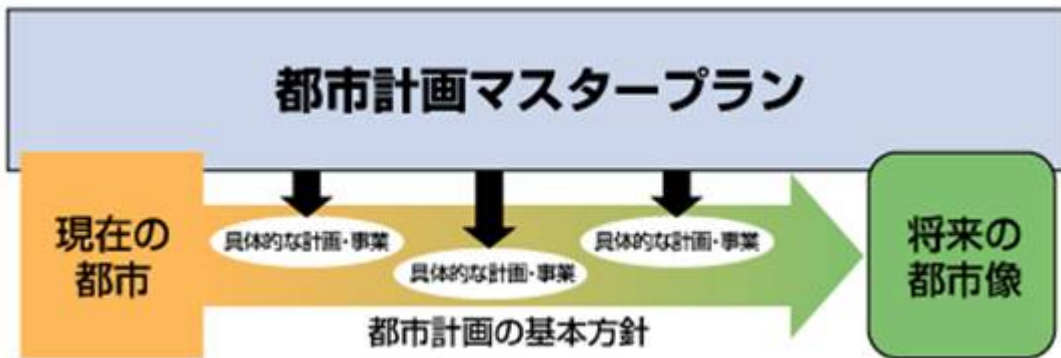 都市計画マスタープラン
現在の
都市
具体的な計画・事業
具体的な計画・事業
具体的な計画・事業
将来の
都市像
都市計画の基本方針